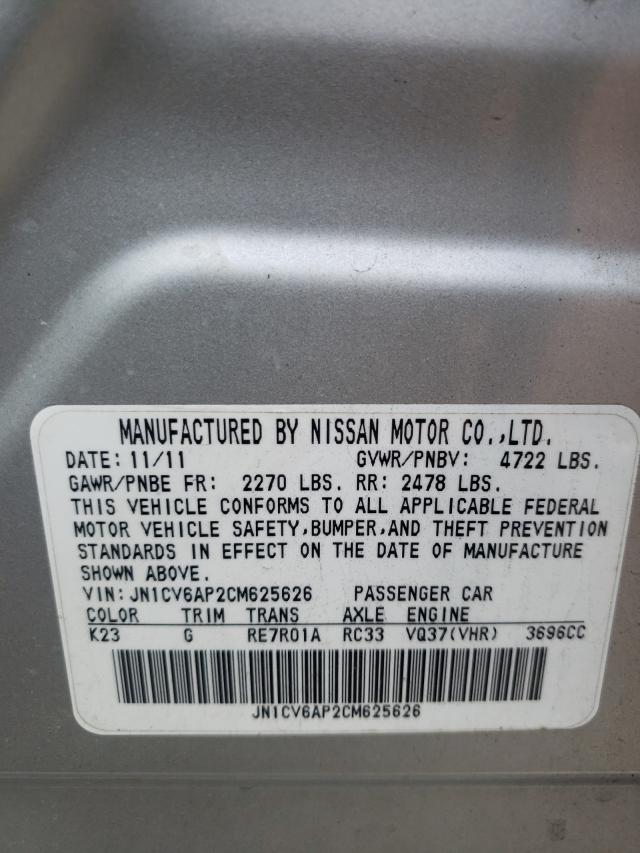 MANUFACTURED BY NISSAN MOTOR CO.,LTD.
DATE: 11/11 GVWR/PNBV: 4722 LBS.
GAWR/PNBE FR: 2270 LBS. RR: 2478 LBS.
THIS VEHICLE CONFORMS TO ALL APPLICABLE FEDERAL
MOTOR VEHICLE SAFETY,BUMPER,AND THEFT PREVENTION
STANDARDS IN EFFECT ON THE DATE OF MANUFACTURE
SHOWN ABOVE.
VIN:JN1CV6AP2CM625626 PASSENGER CAR
COLOR TRIM TRANS AXLE ENGINE
K23 G RE7R01A RC33 VQ37(VHR) 3696CC
JN1CV6AP2CM625626